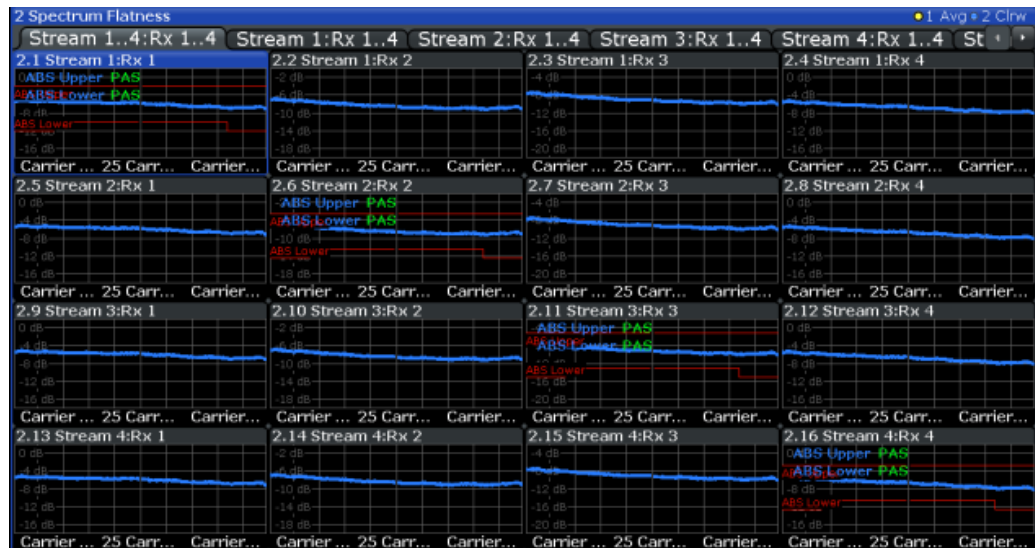 2 Spectrum Flatness 1 Avg 2 Clrw
Stream 1..4:Rx 1..4 Stream 1:Rx 1..4 Stream 2:Rx 1..4 Stream 3:Rx 1..4 Stream 4:Rx 1..4 St
2.1 Stream 1:Rx 1 2.2 Stream 1:Rx 2 2.3 Stream 1:Rx 3 2.4 Stream 1:Rx 4
ABS Upper PAS -2 dB -4 dB 0 dB
ABS Lower PAS -6 dB -8 dB -4 dB
-8 dB -10 dB -12 dB -8 dB
ABS Lower -14 dB -16 dB -12 dB
-16 dB -18 dB -20 dB -16 dB
Carrier ... 25 Carr... Carrier... Carrier ... 25 Carr... Carrier... Carrier ... 25 Carr... Carrier... Carrier ... 25 Carr... Carrier...
2.5 Stream 2:Rx 1 2.6 Stream 2:Rx 2 2.7 Stream 2:Rx 3 2.8 Stream 2:Rx 4
0 dB ABS Upper PAS -4 dB 0 dB
-4 dB ABS Lower PAS -8 dB -4 dB
-8 dB -10 dB -12 dB -8 dB
-12 dB ABS Lower -16 dB -12 dB
-16 dB -18 dB -20 dB -16 dB
Carrier ... 25 Carr... Carrier... Carrier ... 25 Carr... Carrier... Carrier ... 25 Carr... Carrier... Carrier ... 25 Carr... Carrier...
2.9 Stream 3:Rx 1 2.10 Stream 3:Rx 2 2.11 Stream 3:Rx 3 2.12 Stream 3:Rx 4
0 dB -2 dB ABS Upper PAS 0 dB
-4 dB -6 dB ABS Lower PAS -4 dB
-8 dB -10 dB -8 dB
-12 dB -14 dB ABS Lower -16 dB -12 dB
-16 dB -18 dB -20 dB -16 dB
Carrier ... 25 Carr... Carrier... Carrier ... 25 Carr... Carrier... Carrier ... 25 Carr... Carrier... Carrier ... 25 Carr... Carrier...
2.13 Stream 4:Rx 1 2.14 Stream 4:Rx 2 2.15 Stream 4:Rx 3 2.16 Stream 4:Rx 4
0 dB -2 dB -4 dB ABS Upper PAS
-4 dB -6 dB -8 dB ABS Lower PAS
-8 dB -10 dB -12 dB -8 dB
-12 dB -14 dB -16 dB ABS Lower
-16 dB -18 dB -20 dB -16 dB
Carrier ... 25 Carr... Carrier... Carrier ... 25 Carr... Carrier... Carrier ... 25 Carr... Carrier... Carrier ... 25 Carr... Carrier...